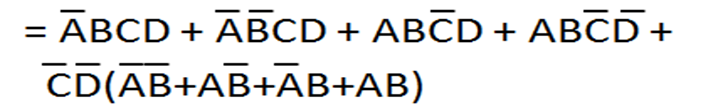 = A̅BCD + A̅B̅CD + ABC̅D + ABC̅D̅ +
C̅D̅(A̅B̅+AB̅+A̅B+AB)